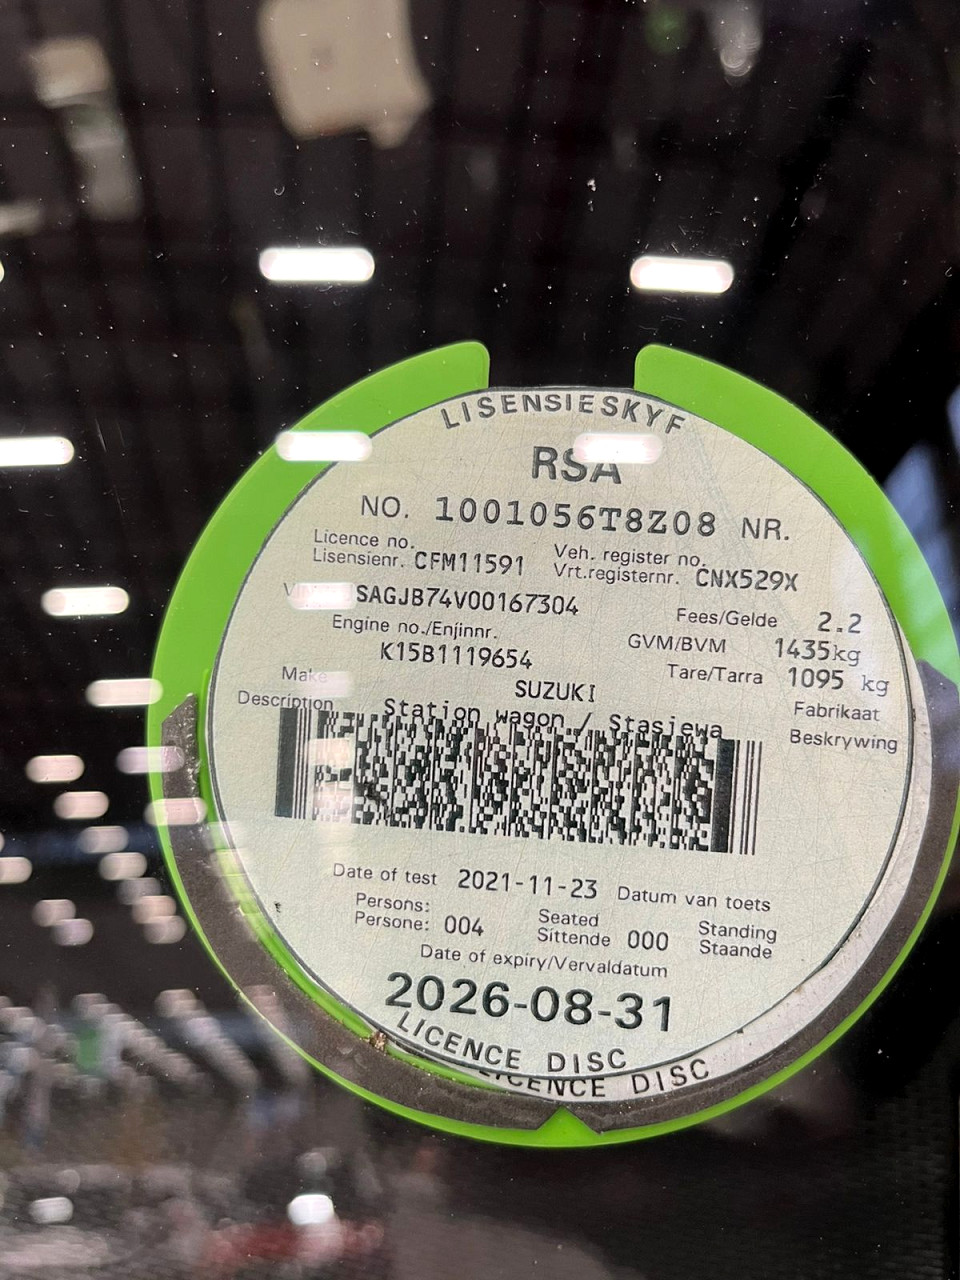 LISENSIESKYF
RSA
NO. 1001056T8Z08 NR.
Licence no. Veh. register no.
Lisensienr. CFM11591 Vrt.registernr. CNX529X
SAGJB74V00167304 Fees/Gelde 2.2
Engine no./Enjinnr. GVM/BVM 1435kg
K15B1119654 Tare/Tarra 1095 kg
Make SUZUKI Fabrikaat
Description Station wagon / Stasiewa Beskrywing
Date of test 2021-11-23 Datum van toets
Persons: Seated Standing
Persone: 004 Sittende 000 Staande
Date of expiry/Vervaldatum
2026-08-31
LICENCE DISC
LICENCE DISC